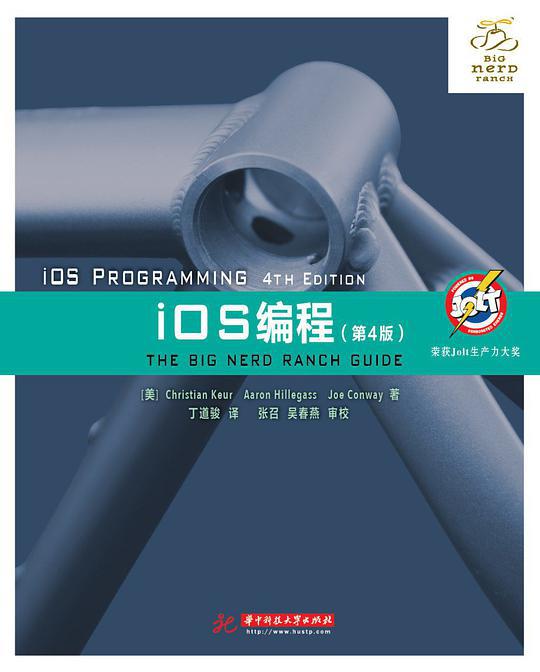 BiG
nerd
ranch
iOS PROGRAMMING 4TH EDITION
iOS编程(第4版)
THE BIG NERD RANCH GUIDE
JOLT
荣获Jolt生产力大奖
[美] Christian Keur Aaron Hillegass Joe Conway 著
丁道骏 译 张召 吴春燕 审校
华中科技大学出版社
http://www.hustp.com